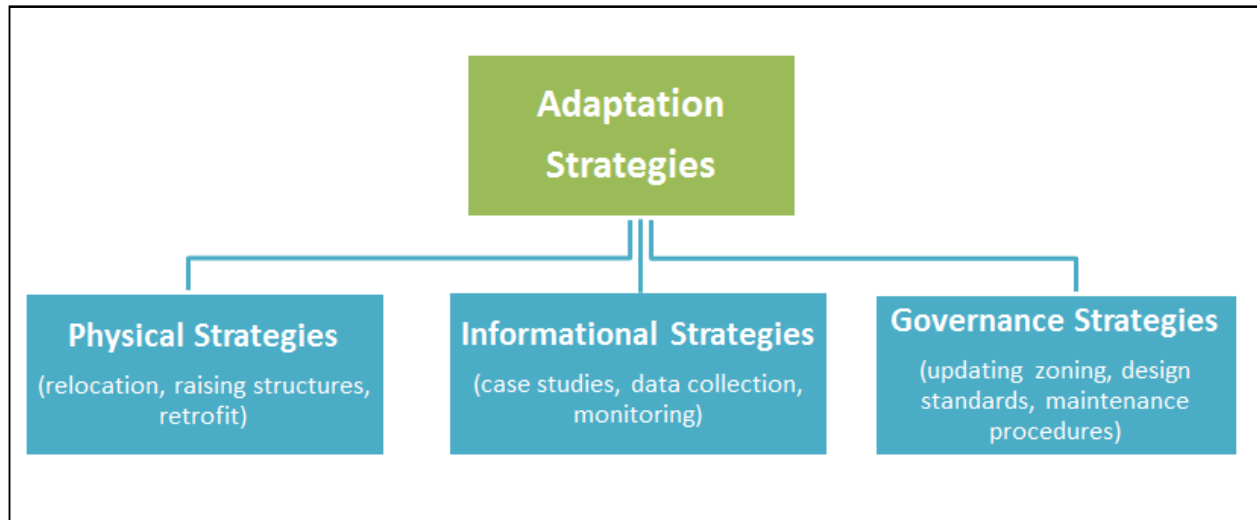 Adaptation
Strategies
Physical Strategies
(relocation, raising structures,
retrofit)
Informational Strategies
(case studies, data collection,
monitoring)
Governance Strategies
(updating zoning, design
standards, maintenance
procedures)